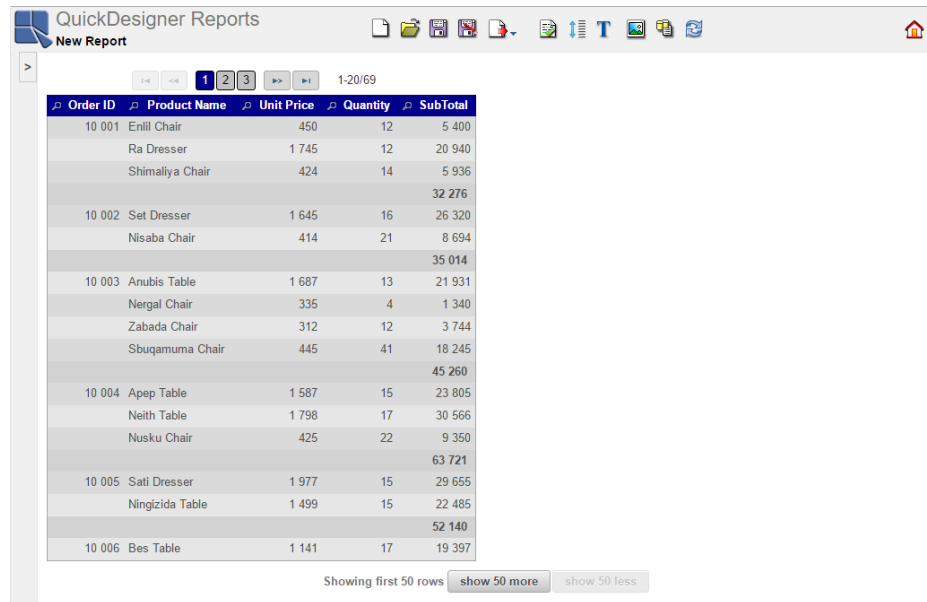 QuickDesigner Reports
New Report
>
1 2 3 1-20/69
Order ID Product Name Unit Price Quantity SubTotal
10 001 Enlil Chair 450 12 5 400
Ra Dresser 1 745 12 20 940
Shimaliya Chair 424 14 5 936
32 276
10 002 Set Dresser 1 645 16 26 320
Nisaba Chair 414 21 8 694
35 014
10 003 Anubis Table 1 687 13 21 931
Nergal Chair 335 4 1 340
Zabada Chair 312 12 3 744
Sbuqamuma Chair 445 41 18 245
45 260
10 004 Apep Table 1 587 15 23 805
Neith Table 1 798 17 30 566
Nusku Chair 425 22 9 350
63 721
10 005 Sati Dresser 1 977 15 29 655
Ningizida Table 1 499 15 22 485
52 140
10 006 Bes Table 1 141 17 19 397
Showing first 50 rows show 50 more show 50 less